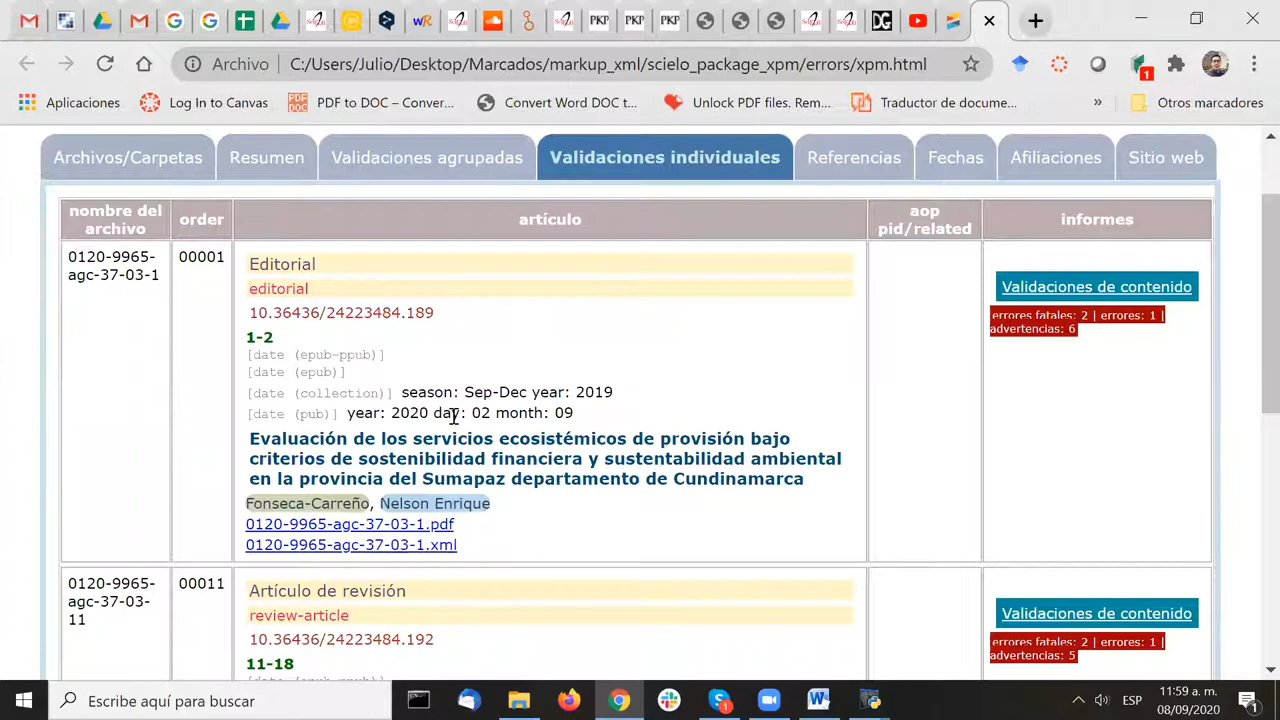 Archivo C:/Users/Julio/Desktop/Marcados/markup_xml/scielo_package_xpm/errors/xpm.html
Aplicaciones Log In to Canvas PDF to DOC – Conver... Convert Word DOC t... Unlock PDF files. Rem... Traductor de docume... » Otros marcadores
Archivos/Carpetas Resumen Validaciones agrupadas Validaciones individuales Referencias Fechas Afiliaciones Sitio web
nombre del archivo order artículo aop pid/related informes
0120-9965-
agc-37-03-1
00001
Editorial
editorial
10.36436/24223484.189
1-2
[date (epub-ppub)]
[date (epub)]
[date (collection)] season: Sep-Dec year: 2019
[date (pub)] year: 2020 day: 02 month: 09
Evaluación de los servicios ecosistémicos de provisión bajo
criterios de sostenibilidad financiera y sustentabilidad ambiental
en la provincia del Sumapaz departamento de Cundinamarca
Fonseca-Carreño, Nelson Enrique
0120-9965-agc-37-03-1.pdf
0120-9965-agc-37-03-1.xml
Validaciones de contenido
errores fatales: 2 | errores: 1 |
advertencias: 6
0120-9965-
agc-37-03-
11
00011
Artículo de revisión
review-article
10.36436/24223484.192
11-18
Validaciones de contenido
errores fatales: 2 | errores: 1 |
advertencias: 5
Escribe aquí para buscar
ESP
11:59 a. m.
08/09/2020